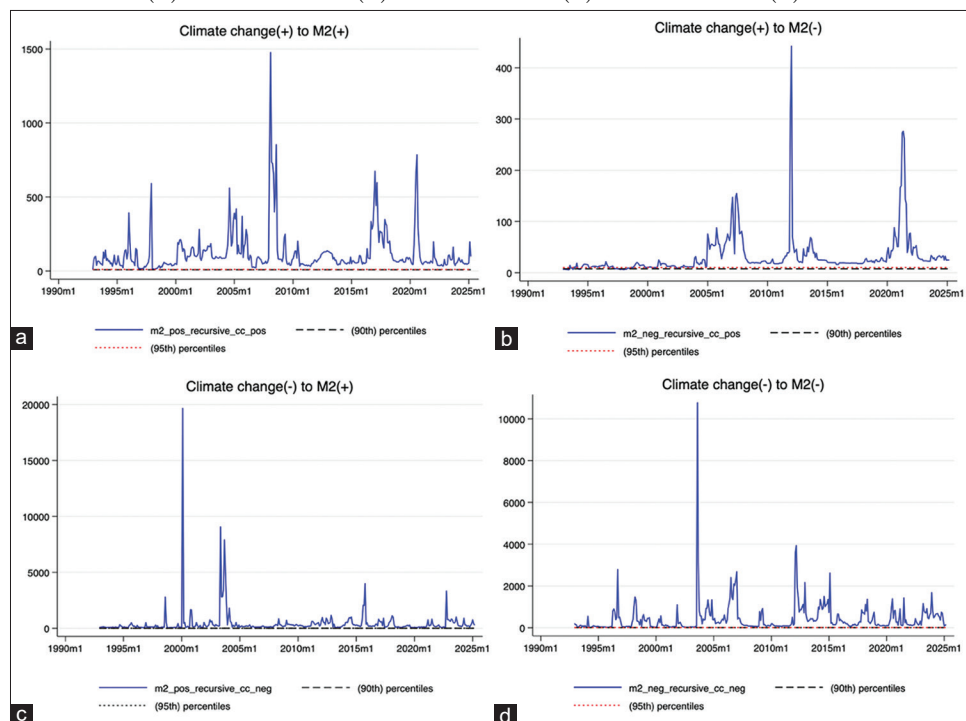 Climate change(+) to M2(+)
1500
1000
500
0
1990m1 1995m1 2000m1 2005m1 2010m1 2015m1 2020m1 2025m1
m2_pos_recursive_cc_pos (90th) percentiles
(95th) percentiles
a
Climate change(+) to M2(-)
400
300
200
100
0
1990m1 1995m1 2000m1 2005m1 2010m1 2015m1 2020m1 2025m1
m2_neg_recursive_cc_pos (90th) percentiles
(95th) percentiles
b
Climate change(-) to M2(+)
20000
15000
10000
5000
0
1990m1 1995m1 2000m1 2005m1 2010m1 2015m1 2020m1 2025m1
m2_pos_recursive_cc_neg (90th) percentiles
(95th) percentiles
c
Climate change(-) to M2(-)
10000
8000
6000
4000
2000
0
1990m1 1995m1 2000m1 2005m1 2010m1 2015m1 2020m1 2025m1
m2_neg_recursive_cc_neg (90th) percentiles
(95th) percentiles
d